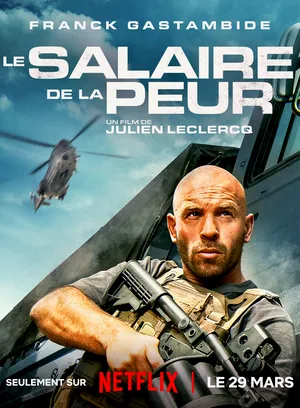 FRANCK GASTAMBIDE
LE SALAIRE
DE LA PEUR
UN FILM DE
JULIEN LECLERCQ
SEULEMENT SUR NETFLIX | LE 29 MARS